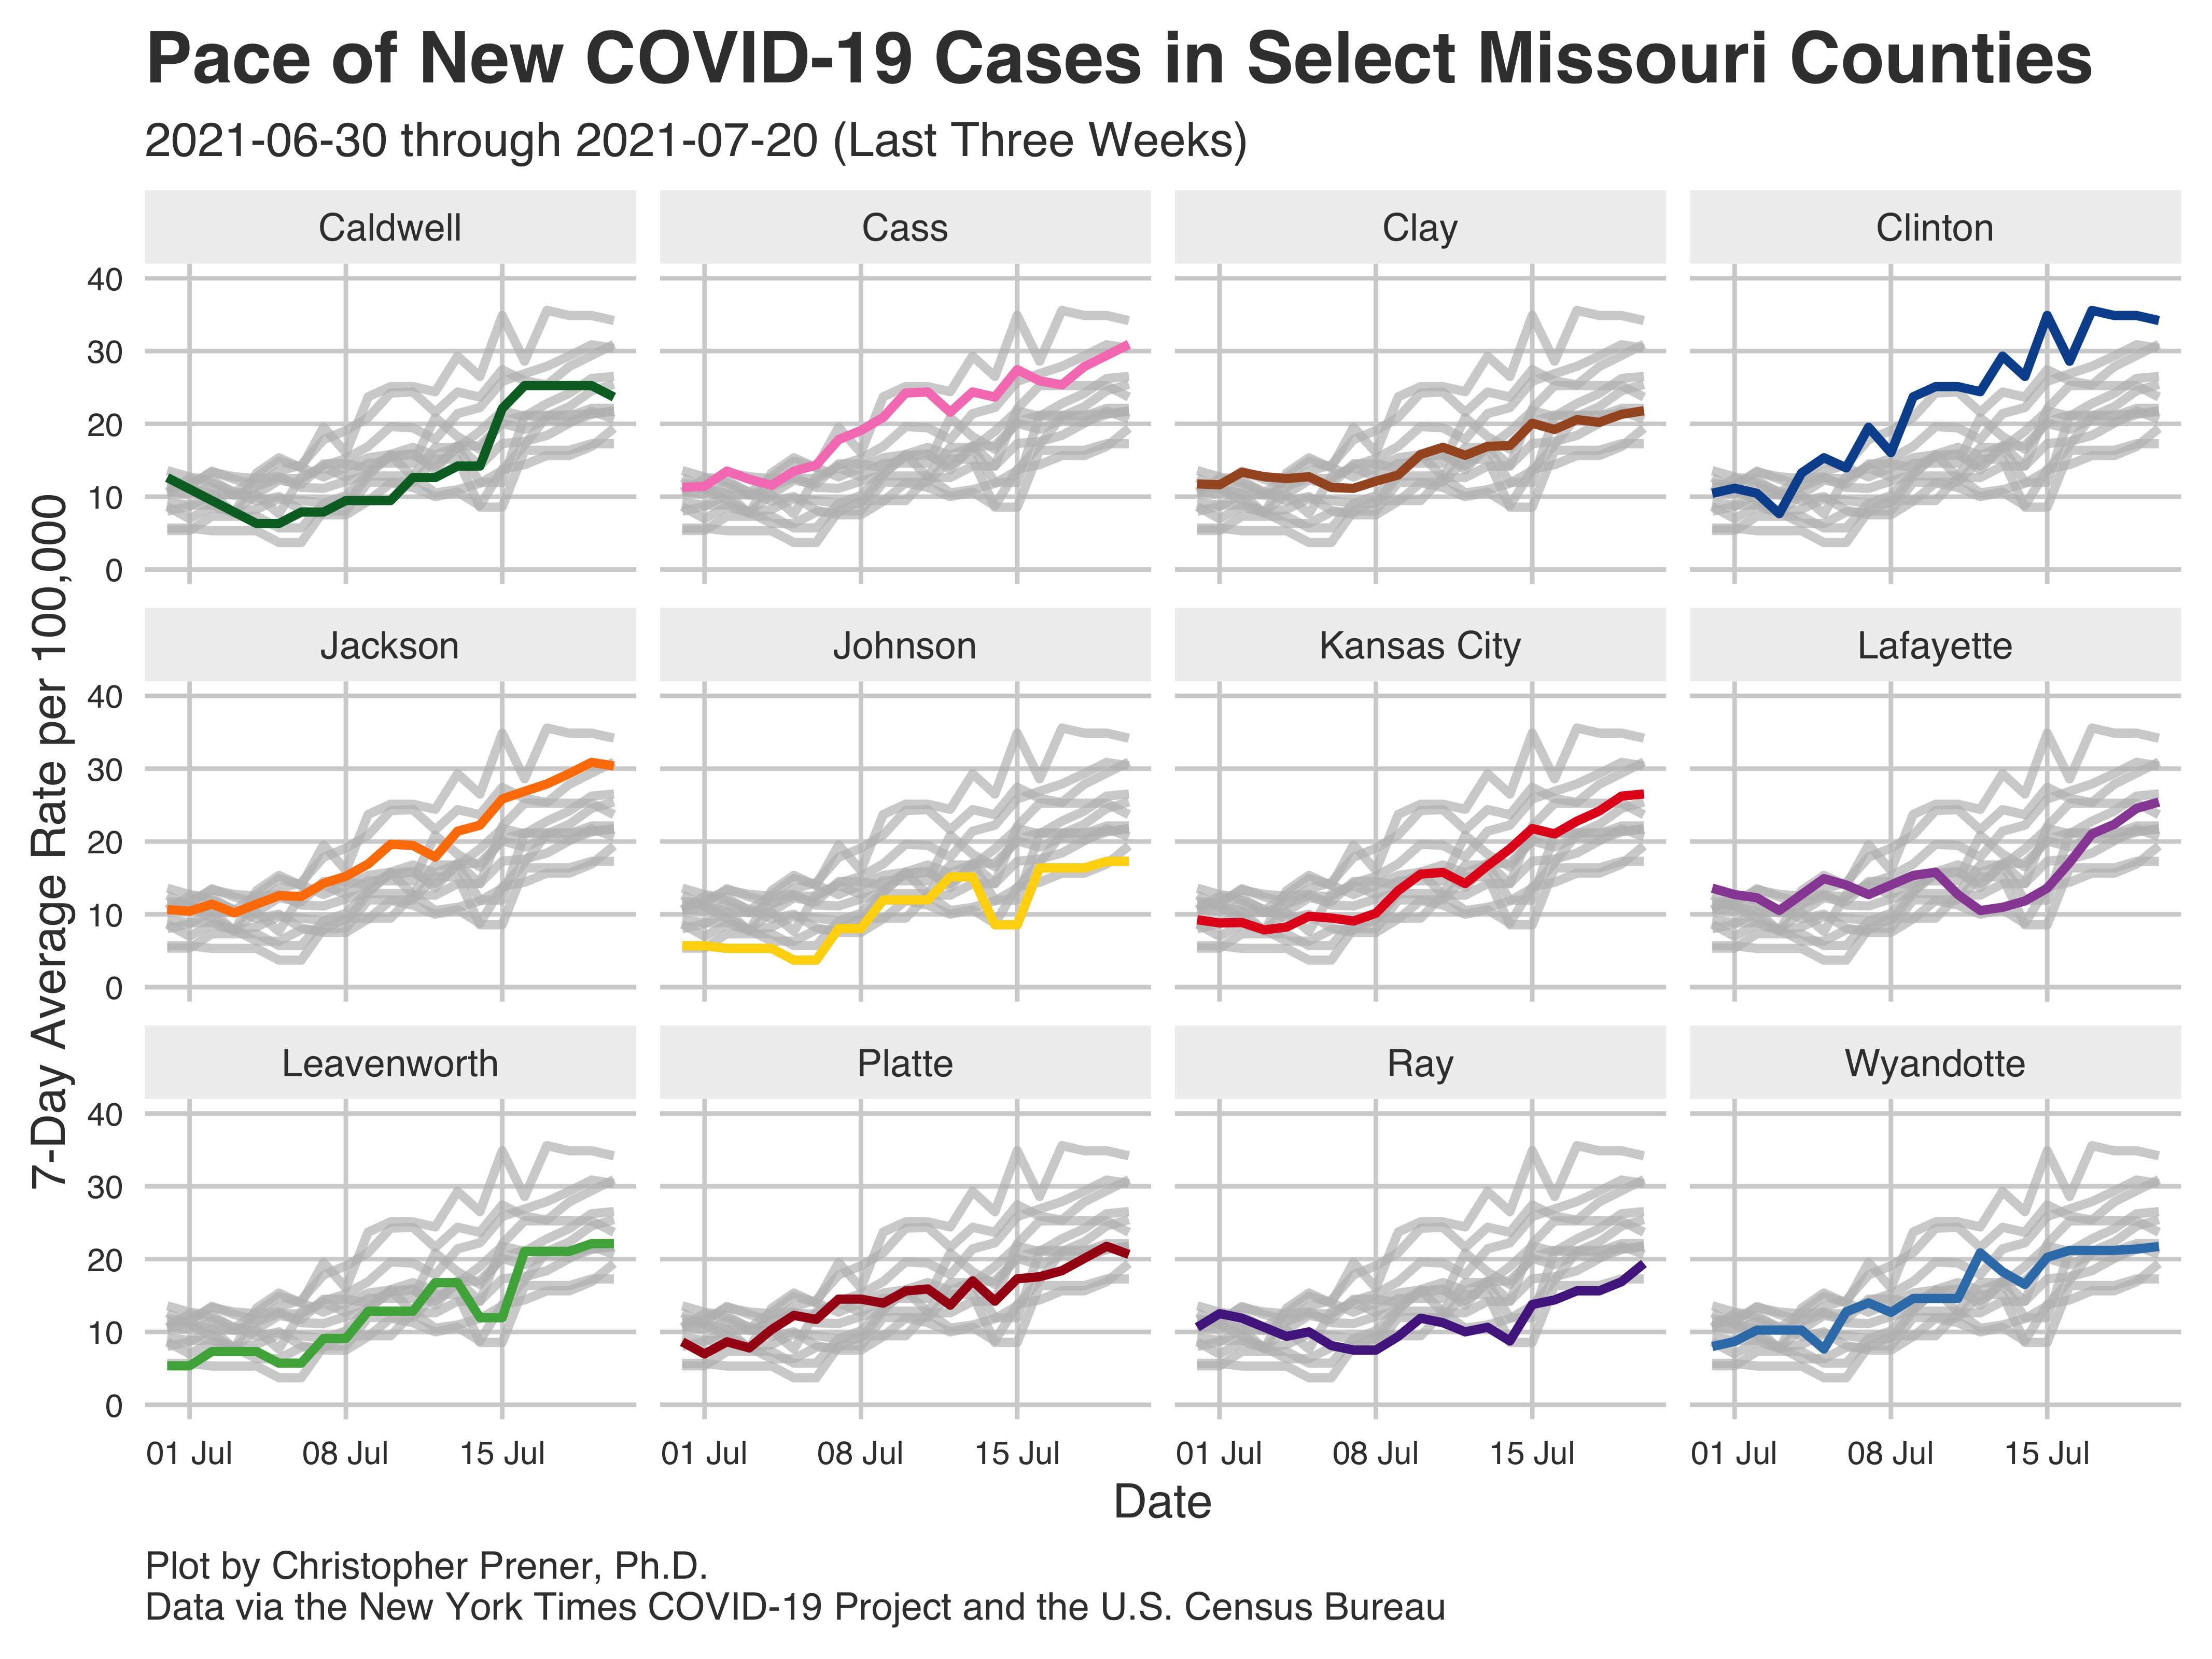 Pace of New COVID-19 Cases in Select Missouri Counties
2021-06-30 through 2021-07-20 (Last Three Weeks)
Caldwell
Cass
Clay
Clinton
40
30
20
10
0
Jackson
Johnson
Kansas City
Lafayette
40
30
20
10
0
7-Day Average Rate per 100,000
Leavenworth
Platte
Ray
Wyandotte
40
30
20
10
0
01 Jul 08 Jul 15 Jul
01 Jul 08 Jul 15 Jul
01 Jul 08 Jul 15 Jul
01 Jul 08 Jul 15 Jul
Date
Plot by Christopher Prener, Ph.D.
Data via the New York Times COVID-19 Project and the U.S. Census Bureau